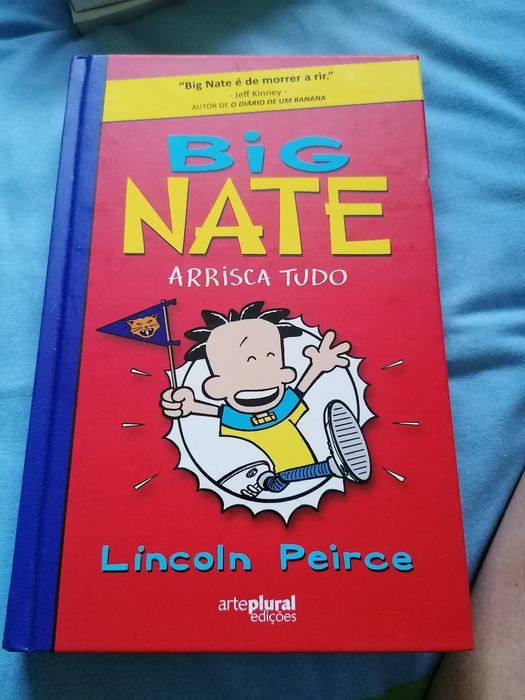 "Big Nate é de morrer a rir."
- Jeff Kinney -
AUTOR DE O DIÁRIO DE UM BANANA
BiG
NATE
ARRISCA TUDO
Lincoln Peirce
arteplural
edições